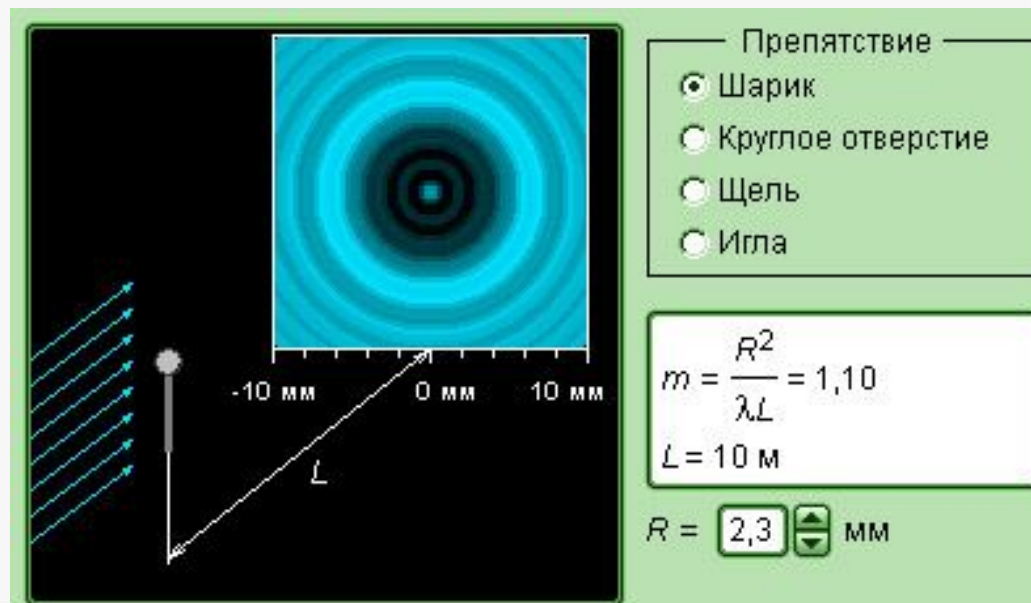 -10 мм 0 мм 10 мм
L
Препятствие
Шарик
Круглое отверстие
Щель
Игла
m = R² / λL = 1,10
L = 10 м
R = 2,3 мм